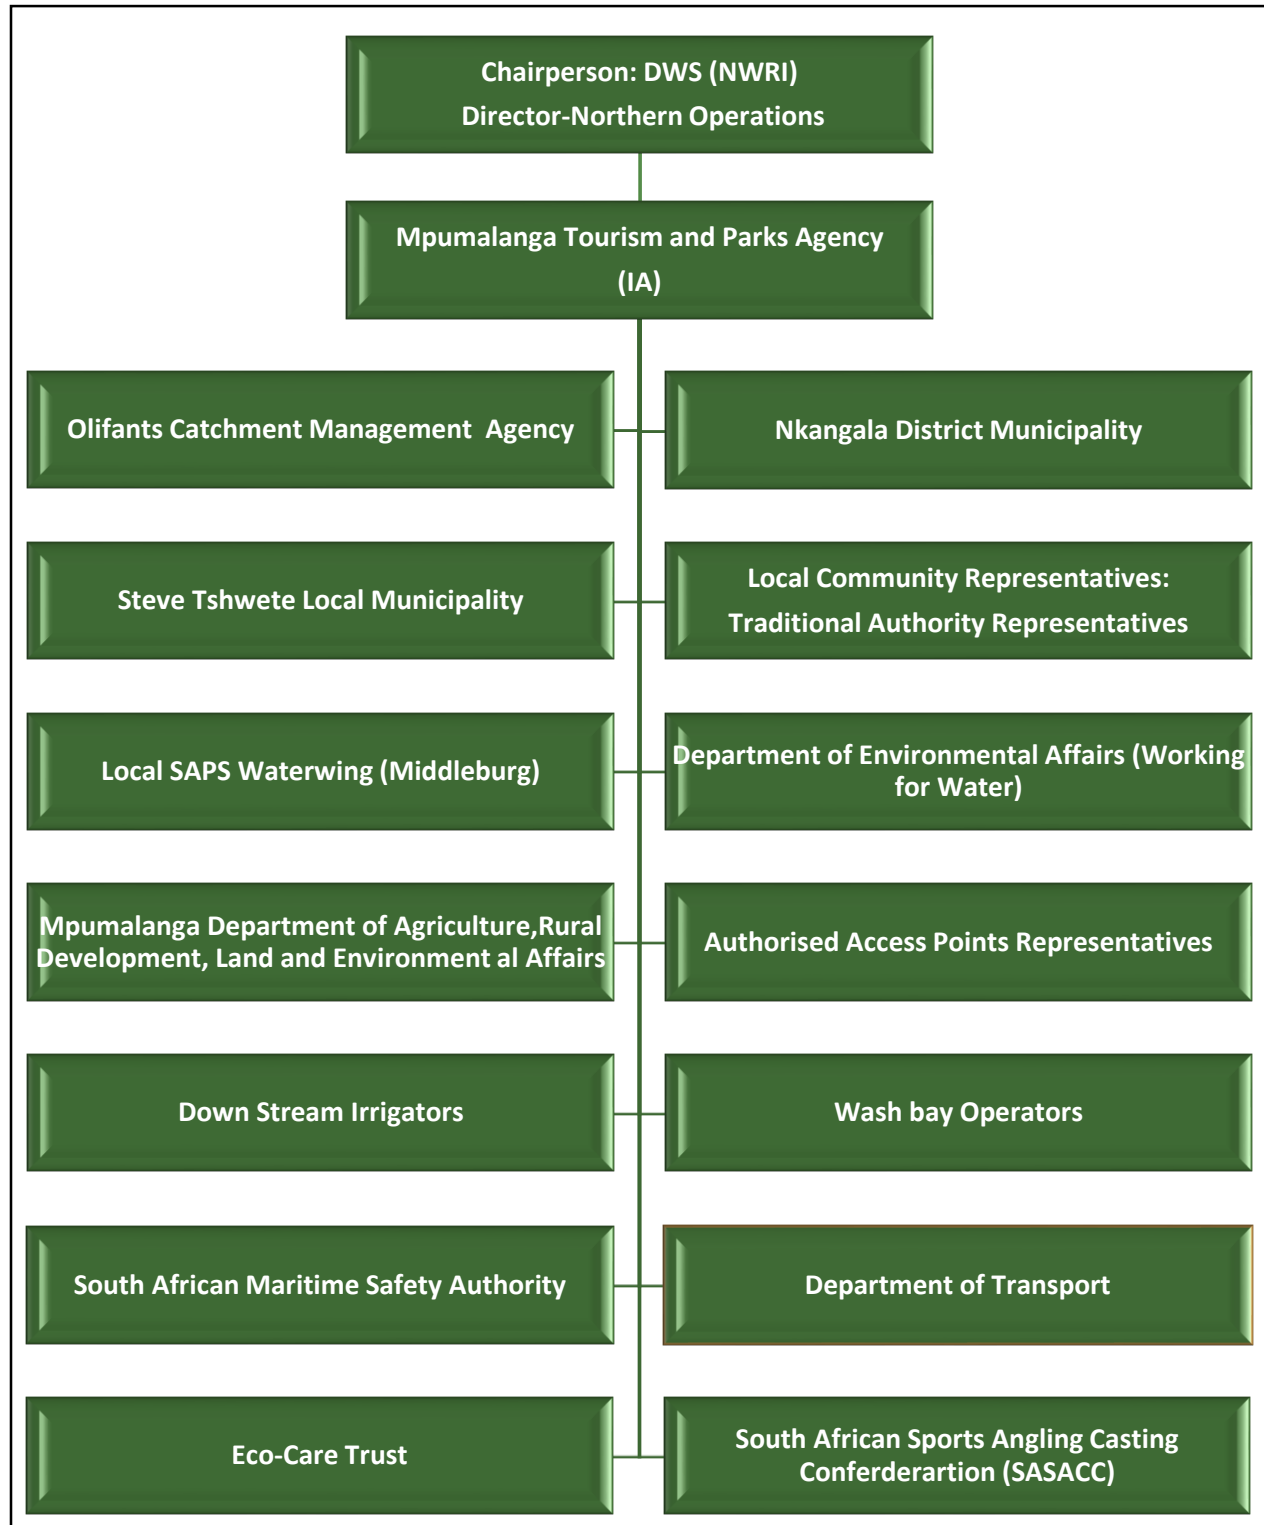 Chairperson: DWS (NWRI)
Director-Northern Operations
Mpumalanga Tourism and Parks Agency
(IA)
Olifants Catchment Management  Agency
Nkangala District Municipality
Steve Tshwete Local Municipality
Local Community Representatives:
Traditional Authority Representatives
Local SAPS Waterwing (Middleburg)
Department of Environmental Affairs (Working
for Water)
Mpumalanga Department of Agriculture,Rural
Development, Land and Environment al Affairs
Authorised Access Points Representatives
Down Stream Irrigators
Wash bay Operators
South African Maritime Safety Authority
Department of Transport
Eco-Care Trust
South African Sports Angling Casting
Conferderartion (SASACC)